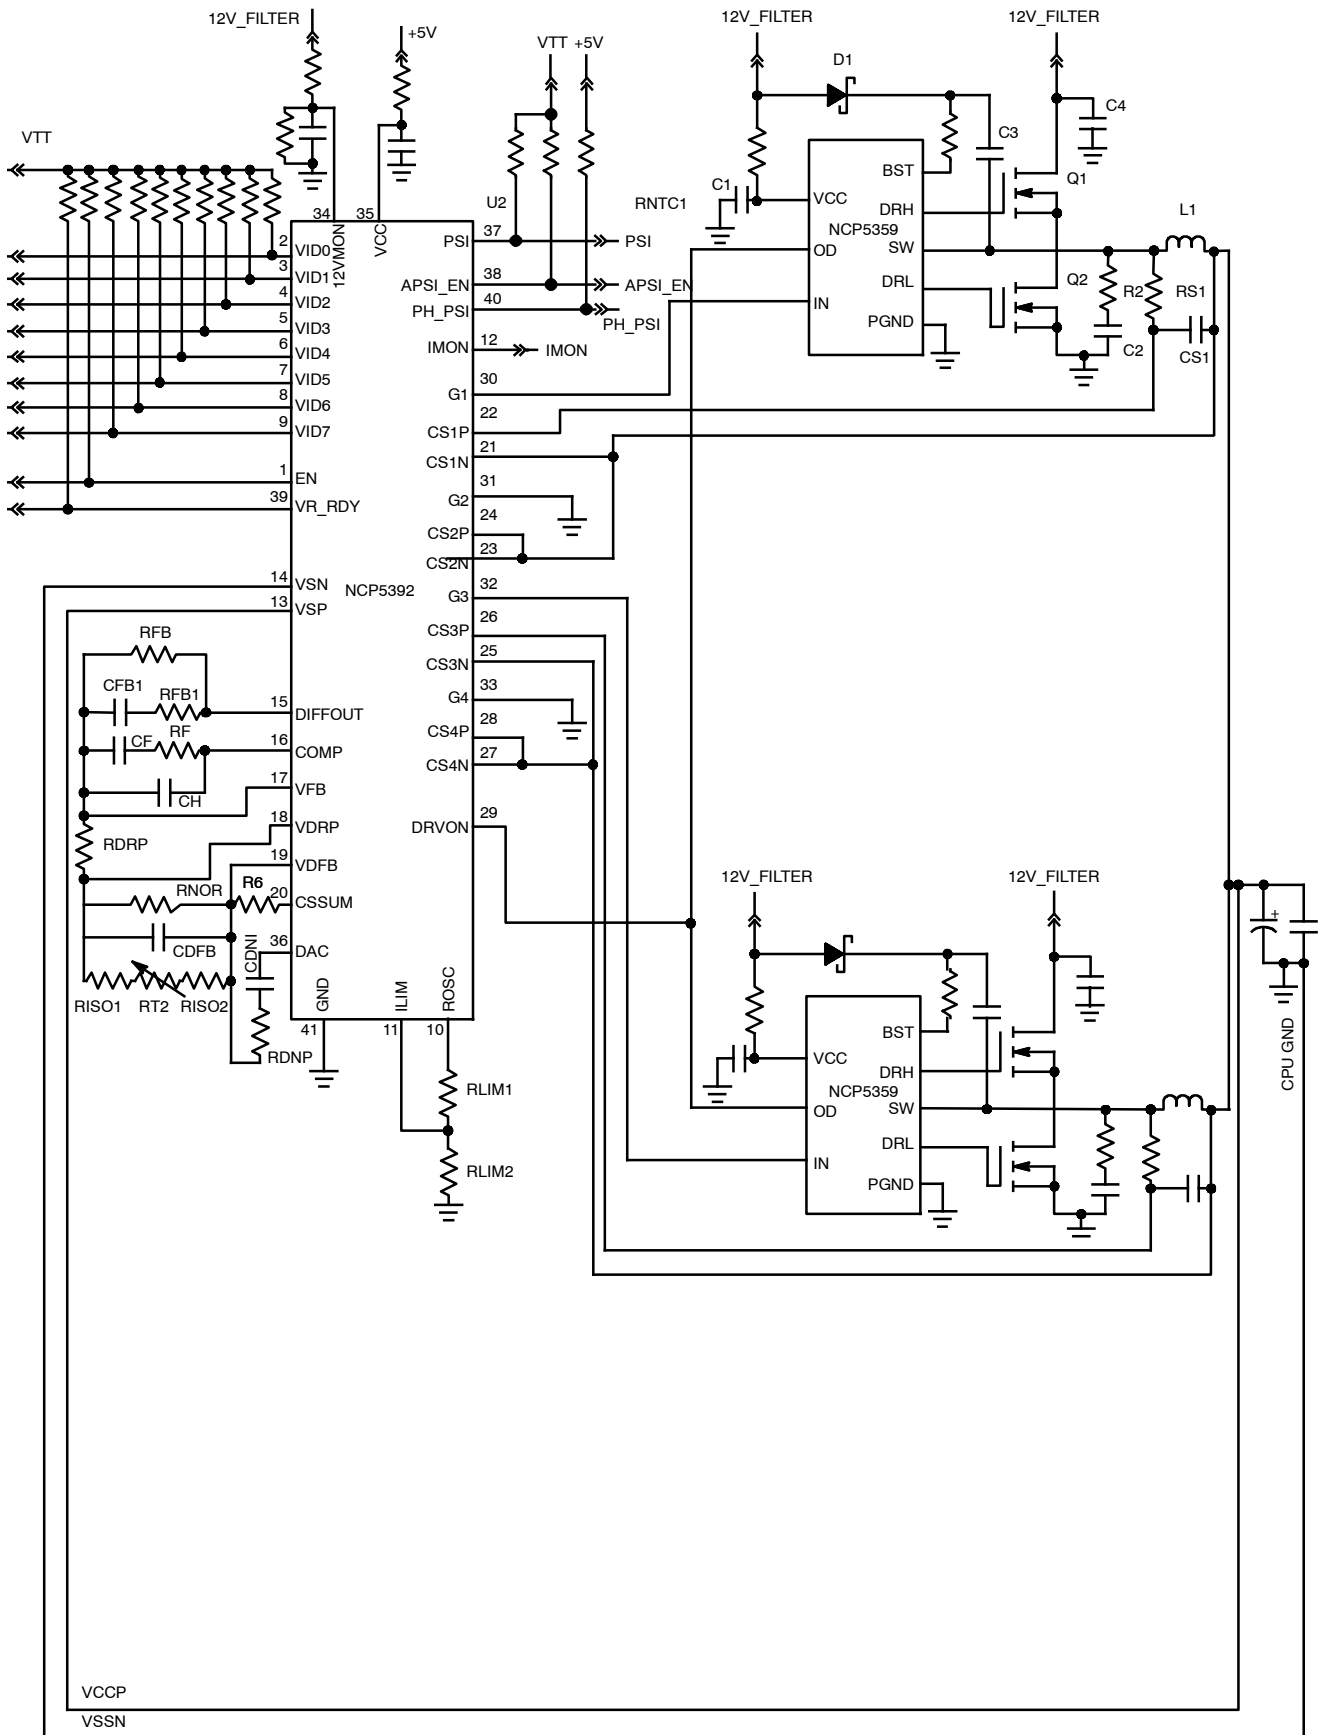 12V_FILTER
+5V
VTT +5V
12V_FILTER
12V_FILTER
D1
C4
VTT
C3
BST
Q1
C1
VCC
U2
RNTC1
DRH
NCP5359
L1
34
35
37
2
VID0
12VMON
VCC
PSI
PSI
OD
SW
3
VID1
38
APSI_EN
APSI_EN
DRL
Q2
R2
RS1
4
VID2
40
PH_PSI
PH_PSI
IN
5
VID3
PGND
12
IMON
IMON
C2
CS1
6
VID4
7
VID5
30
G1
8
VID6
22
9
VID7
CS1P
21
CS1N
1
EN
31
39
VR_RDY
G2
24
CS2P
23
CS2N
14
VSN
NCP5392
32
G3
13
VSP
26
CS3P
RFB
25
CS3N
CFB1
RFB1
33
G4
15
DIFFOUT
28
CS4P
CF
RF
16
COMP
27
CS4N
17
VFB
CH
18
VDRP
29
DRVON
RDRP
19
VDFB
RNOR
R6
20
CSSUM
12V_FILTER
12V_FILTER
+
CDFB
36
DAC
CDNI
RISO1
RT2
RISO2
GND
ILIM
ROSC
41
11
10
BST
RDNP
VCC
DRH
CPU GND
NCP5359
RLIM1
OD
SW
DRL
RLIM2
IN
PGND
VCCP
VSSN